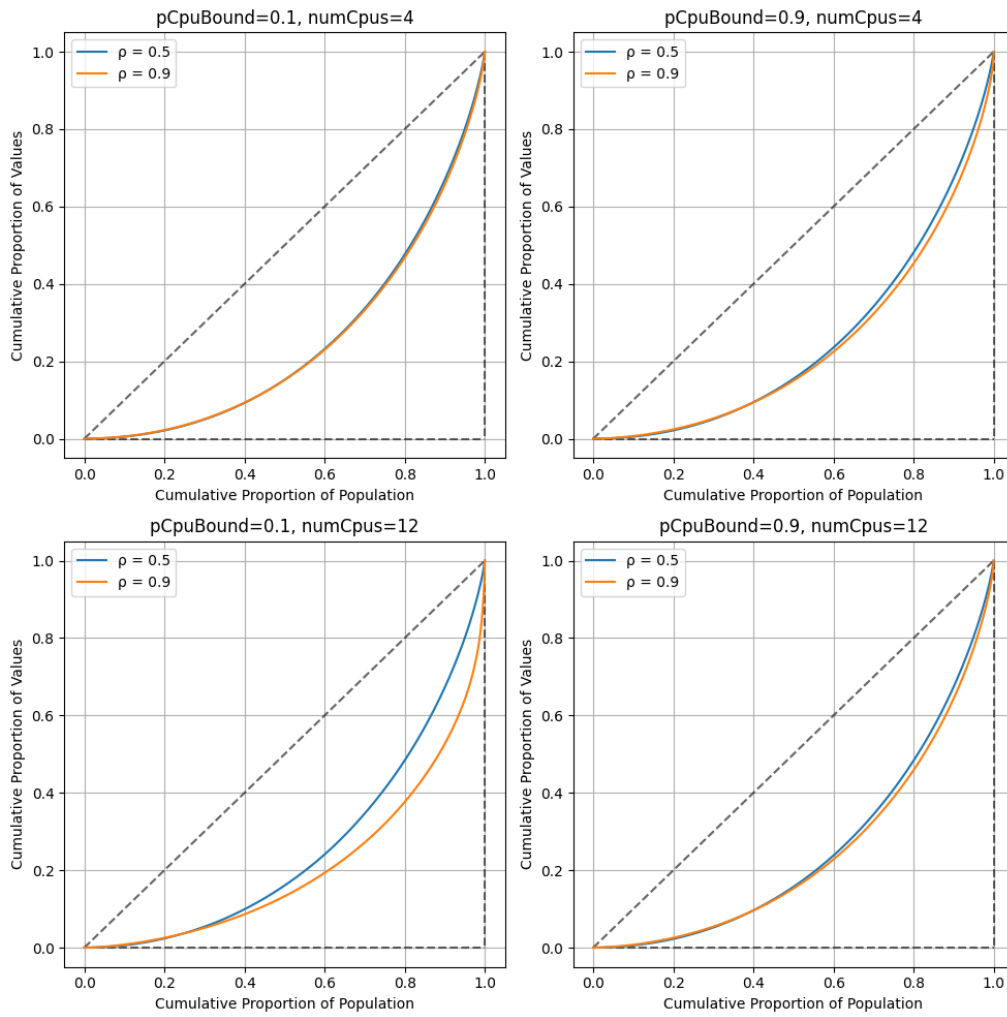 pCpuBound=0.1, numCpus=4
ρ = 0.5
ρ = 0.9
1.0
0.8
0.6
0.4
0.2
0.0
Cumulative Proportion of Values
0.0 0.2 0.4 0.6 0.8 1.0
Cumulative Proportion of Population
pCpuBound=0.9, numCpus=4
ρ = 0.5
ρ = 0.9
1.0
0.8
0.6
0.4
0.2
0.0
Cumulative Proportion of Values
0.0 0.2 0.4 0.6 0.8 1.0
Cumulative Proportion of Population
pCpuBound=0.1, numCpus=12
ρ = 0.5
ρ = 0.9
1.0
0.8
0.6
0.4
0.2
0.0
Cumulative Proportion of Values
0.0 0.2 0.4 0.6 0.8 1.0
Cumulative Proportion of Population
pCpuBound=0.9, numCpus=12
ρ = 0.5
ρ = 0.9
1.0
0.8
0.6
0.4
0.2
0.0
Cumulative Proportion of Values
0.0 0.2 0.4 0.6 0.8 1.0
Cumulative Proportion of Population